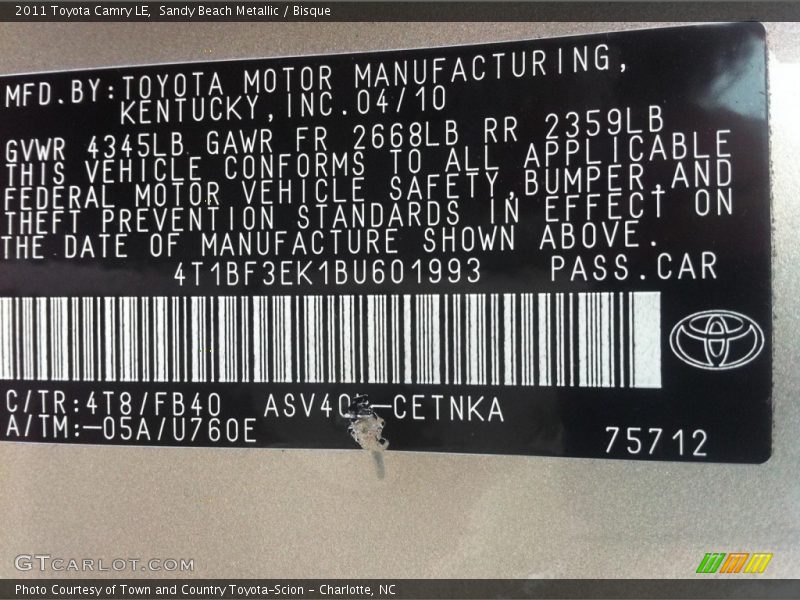 2011 Toyota Camry LE,  Sandy Beach Metallic / Bisque
MFD.BY:TOYOTA MOTOR MANUFACTURING,
KENTUCKY,INC.04/10
GVWR 4345LB GAWR FR 2668LB RR 2359LB
THIS VEHICLE CONFORMS TO ALL APPLICABLE
FEDERAL MOTOR VEHICLE SAFETY,BUMPER,AND
THEFT PREVENTION STANDARDS IN EFFECT ON
THE DATE OF MANUFACTURE SHOWN ABOVE.
4T1BF3EK1BU601993 PASS.CAR
C/TR:4T8/FB40 ASV40 -CETNKA
A/TM:-05A/U760E
75712
GTCARLOT.COM
Photo Courtesy of Town and Country Toyota-Scion - Charlotte, NC